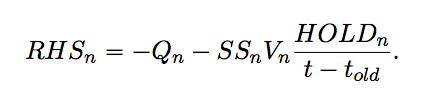 RHS_n = −Q_n − SS_n V_n \frac{HOLD_n}{t − t_{old}}.